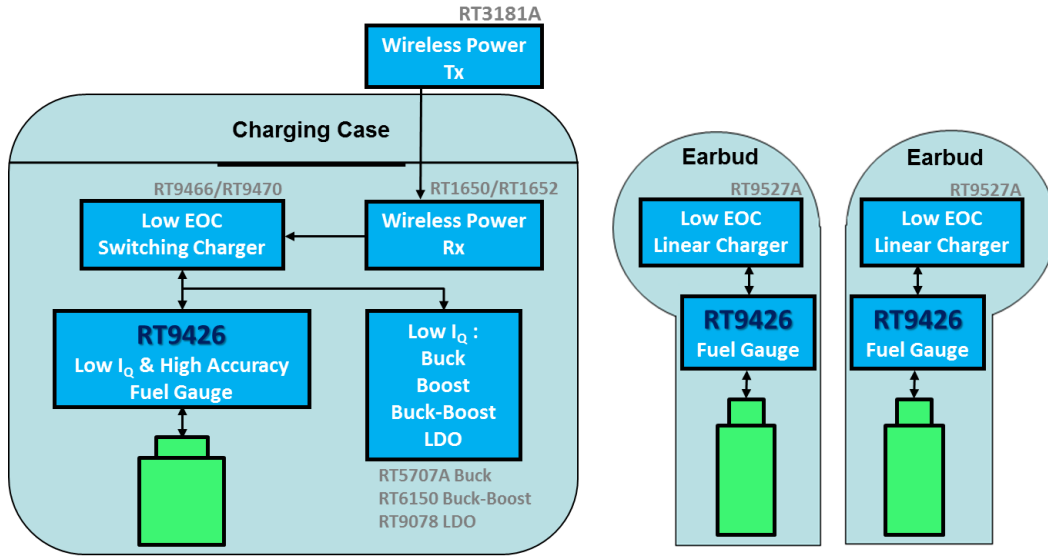 RT3181A
Wireless Power
Tx
Charging Case
RT9466/RT9470
Low EOC
Switching Charger
RT1650/RT1652
Wireless Power
Rx
RT9426
Low IQ & High Accuracy
Fuel Gauge
Low IQ :
Buck
Boost
Buck-Boost
LDO
RT5707A Buck
RT6150 Buck-Boost
RT9078 LDO
Earbud
RT9527A
Low EOC
Linear Charger
RT9426
Fuel Gauge
Earbud
RT9527A
Low EOC
Linear Charger
RT9426
Fuel Gauge